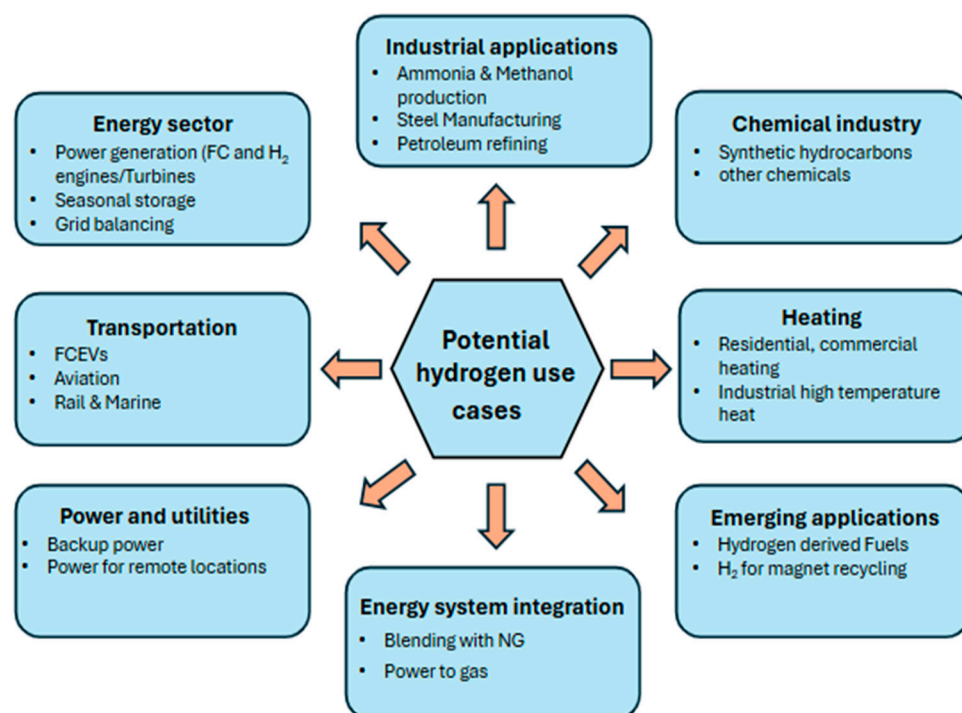 Industrial applications
• Ammonia & Methanol
production
• Steel Manufacturing
• Petroleum refining
Energy sector
• Power generation (FC and H₂
engines/Turbines
• Seasonal storage
• Grid balancing
Chemical industry
• Synthetic hydrocarbons
• other chemicals
Transportation
• FCEVs
• Aviation
• Rail & Marine
Potential
hydrogen use
cases
Heating
• Residential, commercial
heating
• Industrial high temperature
heat
Power and utilities
• Backup power
• Power for remote locations
Emerging applications
• Hydrogen derived Fuels
• H₂ for magnet recycling
Energy system integration
• Blending with NG
• Power to gas